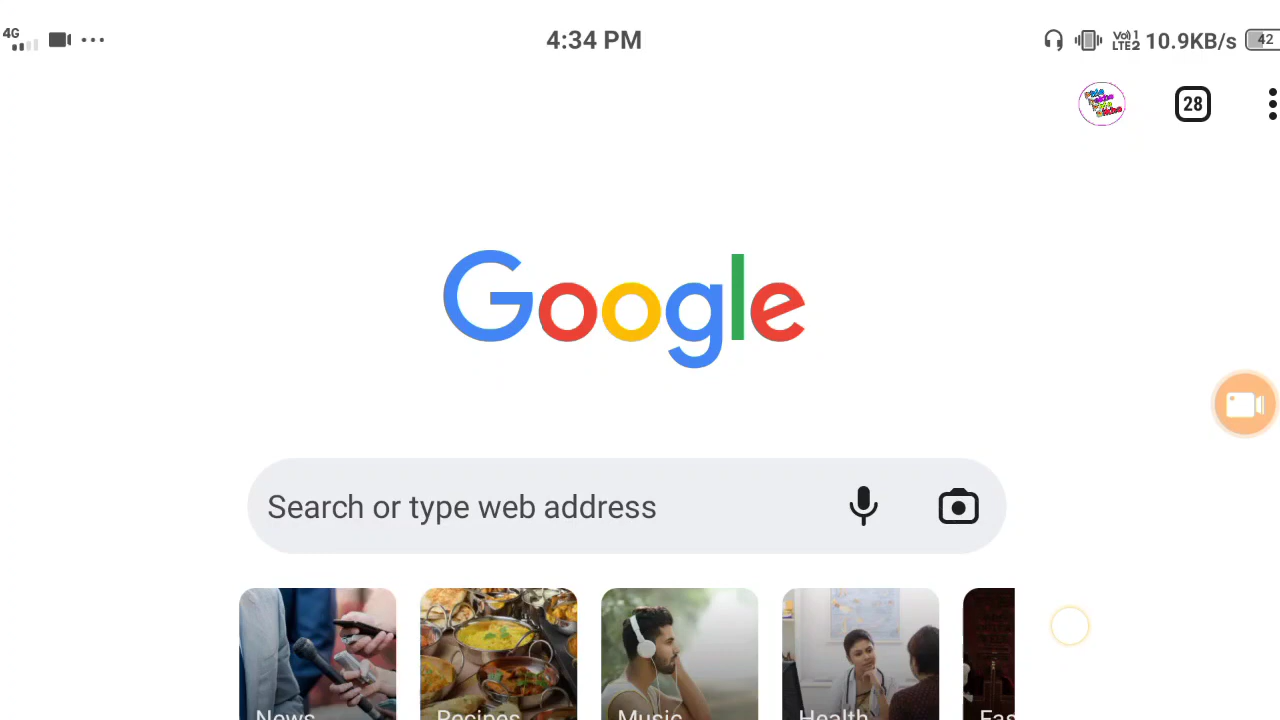 4G
4:34 PM
Vo) 1
LTE2
10.9KB/s
42
28
Google
Search or type web address
News
Recipes
Music
Health
Fas